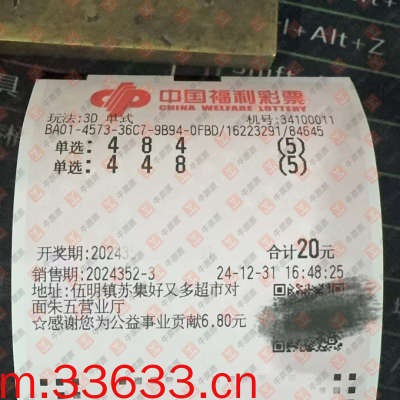 Alt+Z
中国福利彩票
CHINA WELFARE LOTTERY
玩法:3D 单式 机号:34100011
BA01-4573-36C7-9B94-0FBD/16223291/84645
单选: 4 8 4 (5)
单选: 4 4 8 (5)
开奖期:20243 合计20元
销售期:2024352-3 24-12-31 16:48:25
地址:伍明镇苏集好又多超市对
面朱五营业厅
☆感谢您为公益事业贡献6.80元
m:33633.com